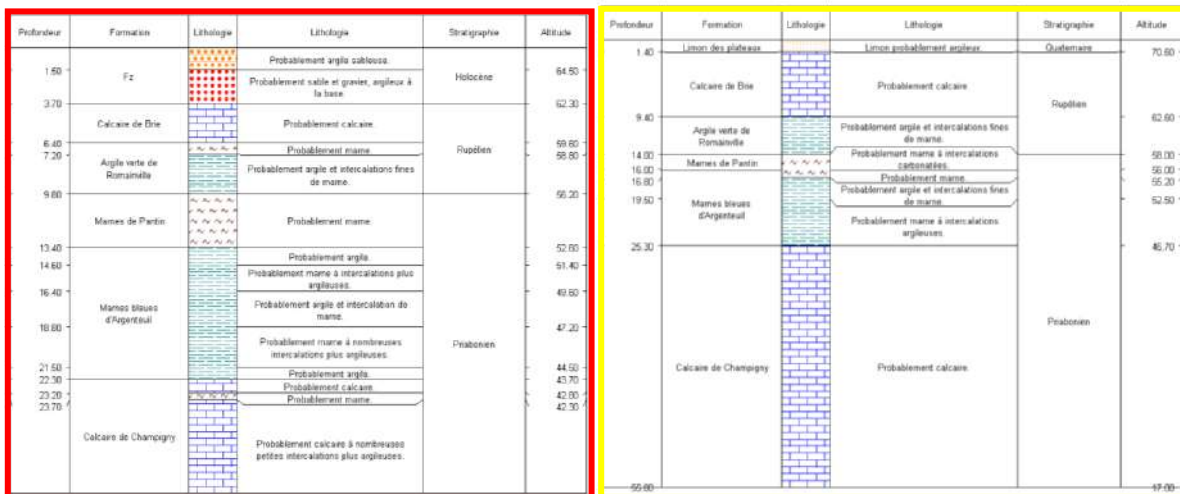 Profondeur Formation Lithologie Lithologie Stratigraphie Altitude
Probablement argile sableuse.
1.50 64.50
Fz Holocène
Probablement sable et gravier, argileux à
la base.
3.70 62.30
Calcaire de Brie Probablement calcaire.
6.40 59.60
Probablement marne. Rupélien
7.20 58.80
Argile verte de
Romainville
Probablement argile et intercalations fines
de marne.
9.80 56.20
Marnes de Pantin Probablement marne.
13.40 52.60
Probablement argile.
14.60 51.40
Probablement marne à intercalations plus
argileuses.
16.40 49.60
Marnes bleues
d'Argenteuil
Probablement argile et intercalation de
marne.
18.80 47.20
Probablement marne à nombreuses
intercalations plus argileuses.
Priabonien
21.50 44.50
Probablement argile.
22.30 43.70
Probablement calcaire.
23.20 42.80
Probablement marne.
23.70 42.30
Calcaire de Champigny
Probablement calcaire à nombreuses
petites intercalations plus argileuses.
Profondeur Formation Lithologie Lithologie Stratigraphie Altitude
Limon des plateaux Limon probablement argileux. Quaternaire
1.40 70.60
Calcaire de Brie Probablement calcaire.
Rupélien
9.40 62.60
Argile verte de
Romainville
Probablement argile et intercalations fines
de marne.
14.00 58.00
Marnes de Pantin
Probablement marne à intercalations
carbonatées.
16.00 56.00
Probablement marne.
16.80 55.20
Probablement argile et intercalations fines
de marne.
19.50 52.50
Marnes bleues
d'Argenteuil
Probablement marne à intercalations
argileuses.
25.30 46.70
Priabonien
Calcaire de Champigny Probablement calcaire.
55.00 17.00